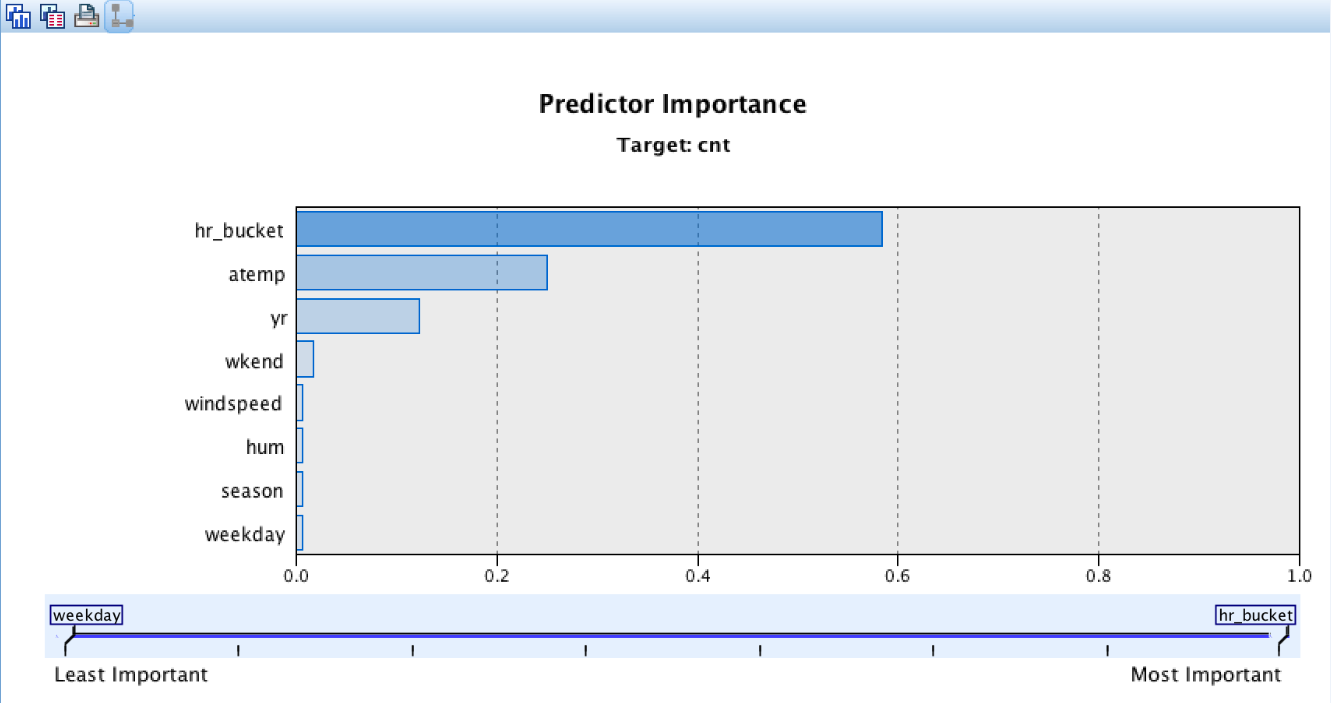 Predictor Importance
Target: cnt
hr_bucket
atemp
yr
wkend
windspeed
hum
season
weekday
0.0 0.2 0.4 0.6 0.8 1.0
weekday hr_bucket
Least Important Most Important